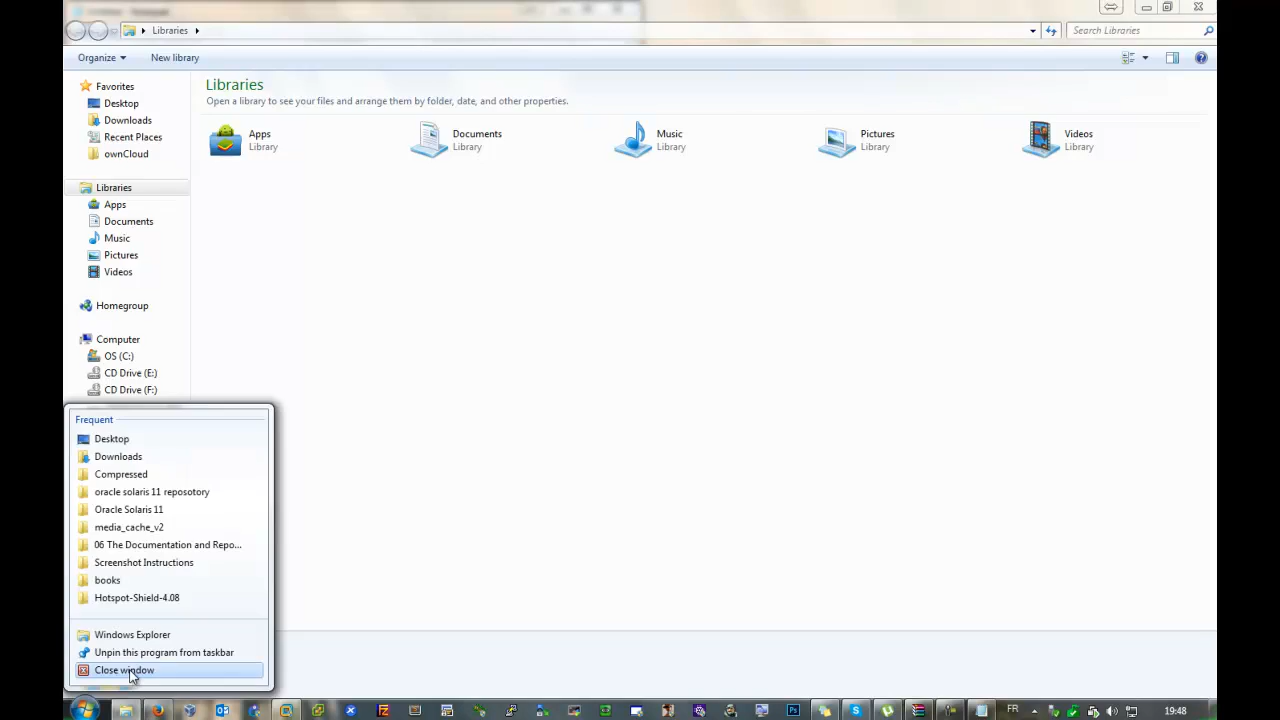 Libraries
Search Libraries
Organize
New library
Favorites
Desktop
Downloads
Recent Places
ownCloud
Libraries
Apps
Documents
Music
Pictures
Videos
Homegroup
Computer
OS (C:)
CD Drive (E:)
CD Drive (F:)
Libraries
Open a library to see your files and arrange them by folder, date, and other properties.
Apps
Library
Documents
Library
Music
Library
Pictures
Library
Videos
Library
Frequent
Desktop
Downloads
Compressed
oracle solaris 11 reposotory
Oracle Solaris 11
media_cache_v2
06 The Documentation and Repo...
Screenshot Instructions
books
Hotspot-Shield-4.08
Windows Explorer
Unpin this program from taskbar
Close window
FR
19:48